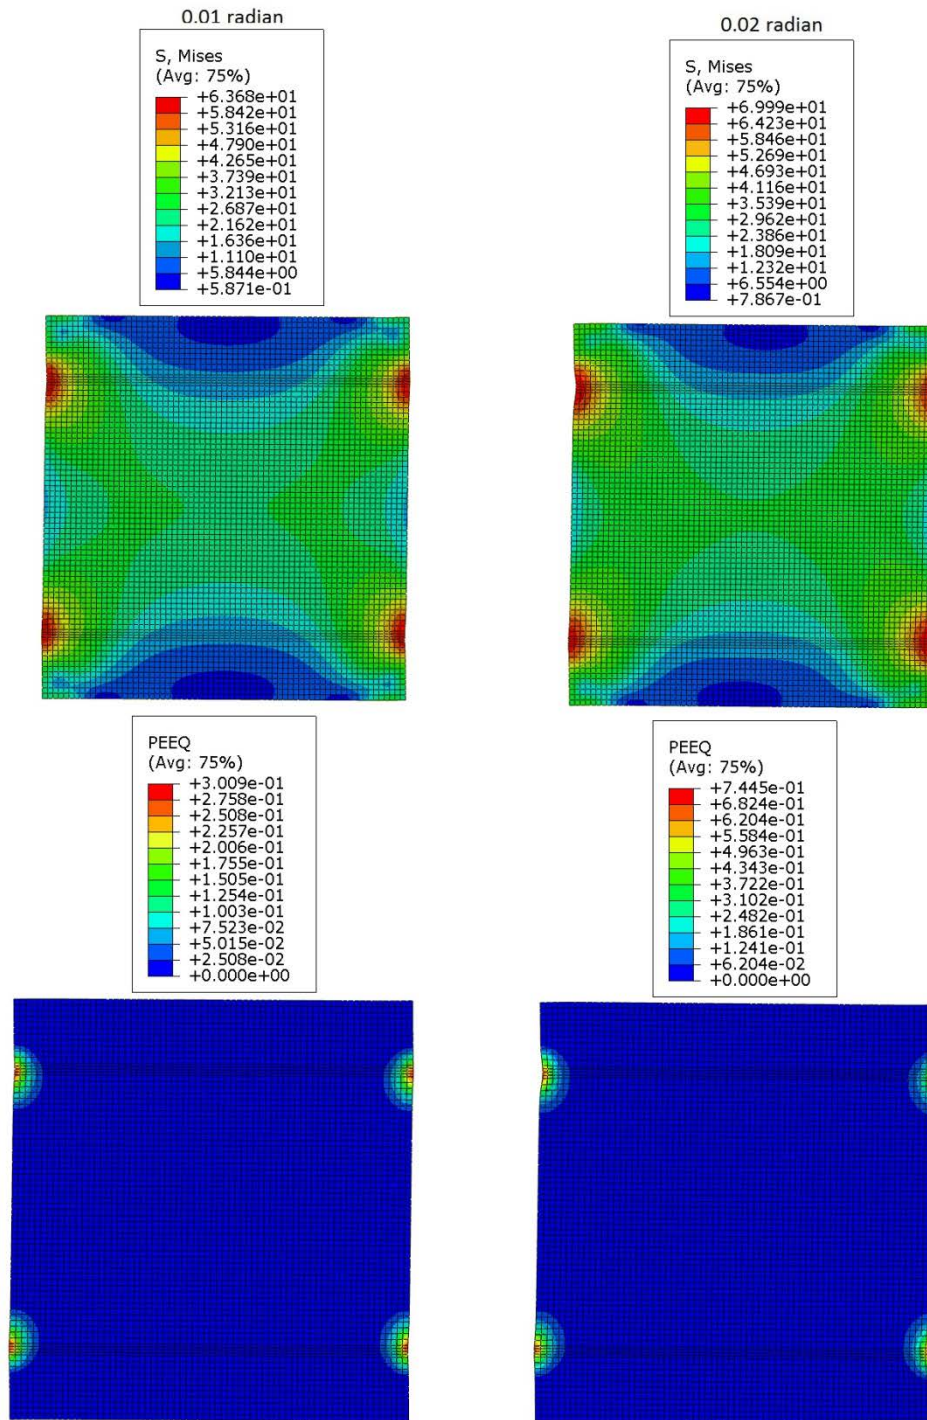 0.01 radian
S, Mises
(Avg: 75%)
+6.368e+01
+5.842e+01
+5.316e+01
+4.790e+01
+4.265e+01
+3.739e+01
+3.213e+01
+2.687e+01
+2.162e+01
+1.636e+01
+1.110e+01
+5.844e+00
+5.871e-01
0.02 radian
S, Mises
(Avg: 75%)
+6.999e+01
+6.423e+01
+5.846e+01
+5.269e+01
+4.693e+01
+4.116e+01
+3.539e+01
+2.962e+01
+2.386e+01
+1.809e+01
+1.232e+01
+6.554e+00
+7.867e-01
PEEQ
(Avg: 75%)
+3.009e-01
+2.758e-01
+2.508e-01
+2.257e-01
+2.006e-01
+1.755e-01
+1.505e-01
+1.254e-01
+1.003e-01
+7.523e-02
+5.015e-02
+2.508e-02
+0.000e+00
PEEQ
(Avg: 75%)
+7.445e-01
+6.824e-01
+6.204e-01
+5.584e-01
+4.963e-01
+4.343e-01
+3.722e-01
+3.102e-01
+2.482e-01
+1.861e-01
+1.241e-01
+6.204e-02
+0.000e+00